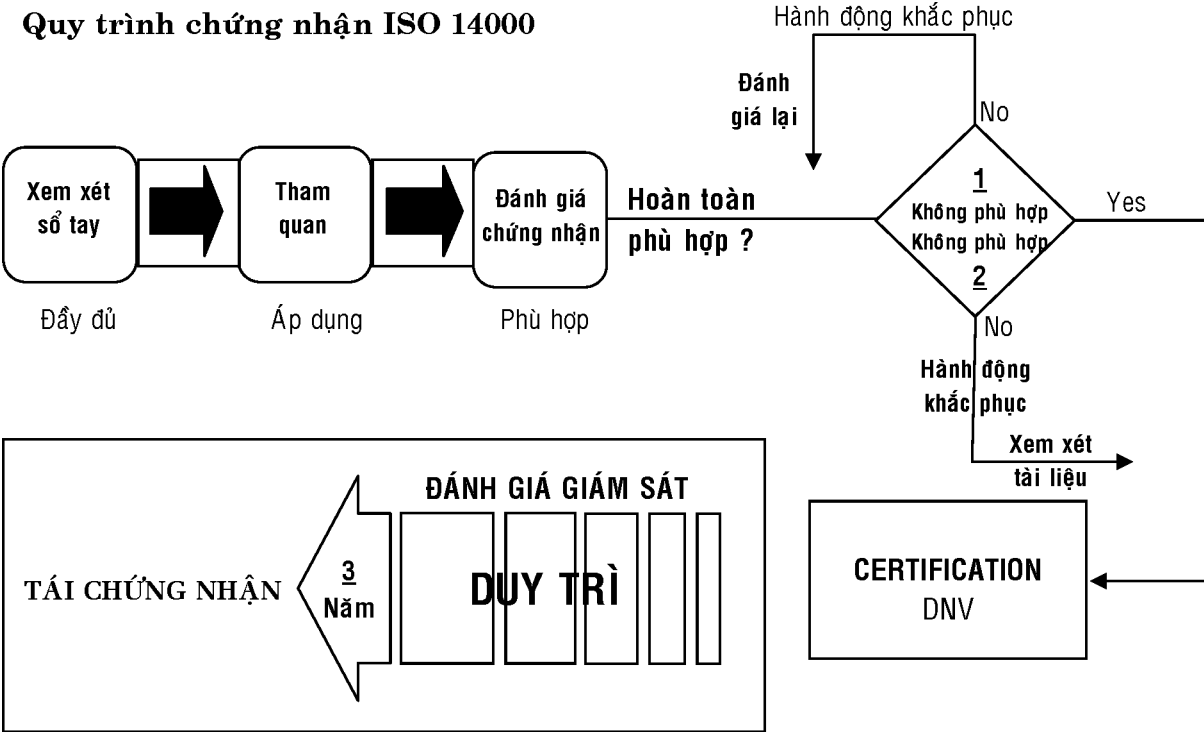 Quy trình chứng nhận ISO 14000
Hành động khắc phục
Đánh
giá lại
No
Xem xét
sổ tay
Tham
quan
Đánh giá
chứng nhận
Hoàn toàn
phù hợp ?
1
Không phù hợp
Không phù hợp
2
Yes
Đầy đủ
Áp dụng
Phù hợp
No
Hành động
khắc phục
Xem xét
tài liệu
ĐÁNH GIÁ GIÁM SÁT
TÁI CHỨNG NHẬN
3
Năm
DUY TRÌ
CERTIFICATION
DNV